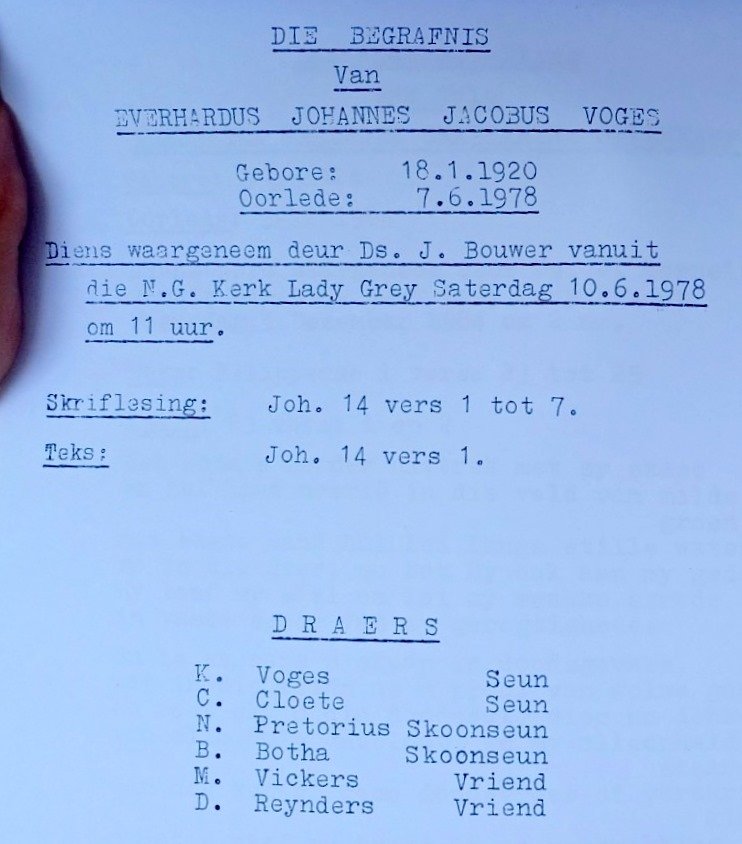 DIE BEGRAFNIS
Van
EVERHARDUS JOHANNES JACOBUS VOGES
Gebore: 18.1.1920
Oorlede: 7.6.1978
Diens waargeneem deur Ds. J. Bouwer vanuit
die N.G. Kerk Lady Grey Saterdag 10.6.1978
om 11 uur.
Skriflesing: Joh. 14 vers 1 tot 7.
Teks: Joh. 14 vers 1.
D R A E R S
K. Voges Seun
C. Cloete Seun
N. Pretorius Skoonseun
B. Botha Skoonseun
M. Vickers Vriend
D. Reynders Vriend